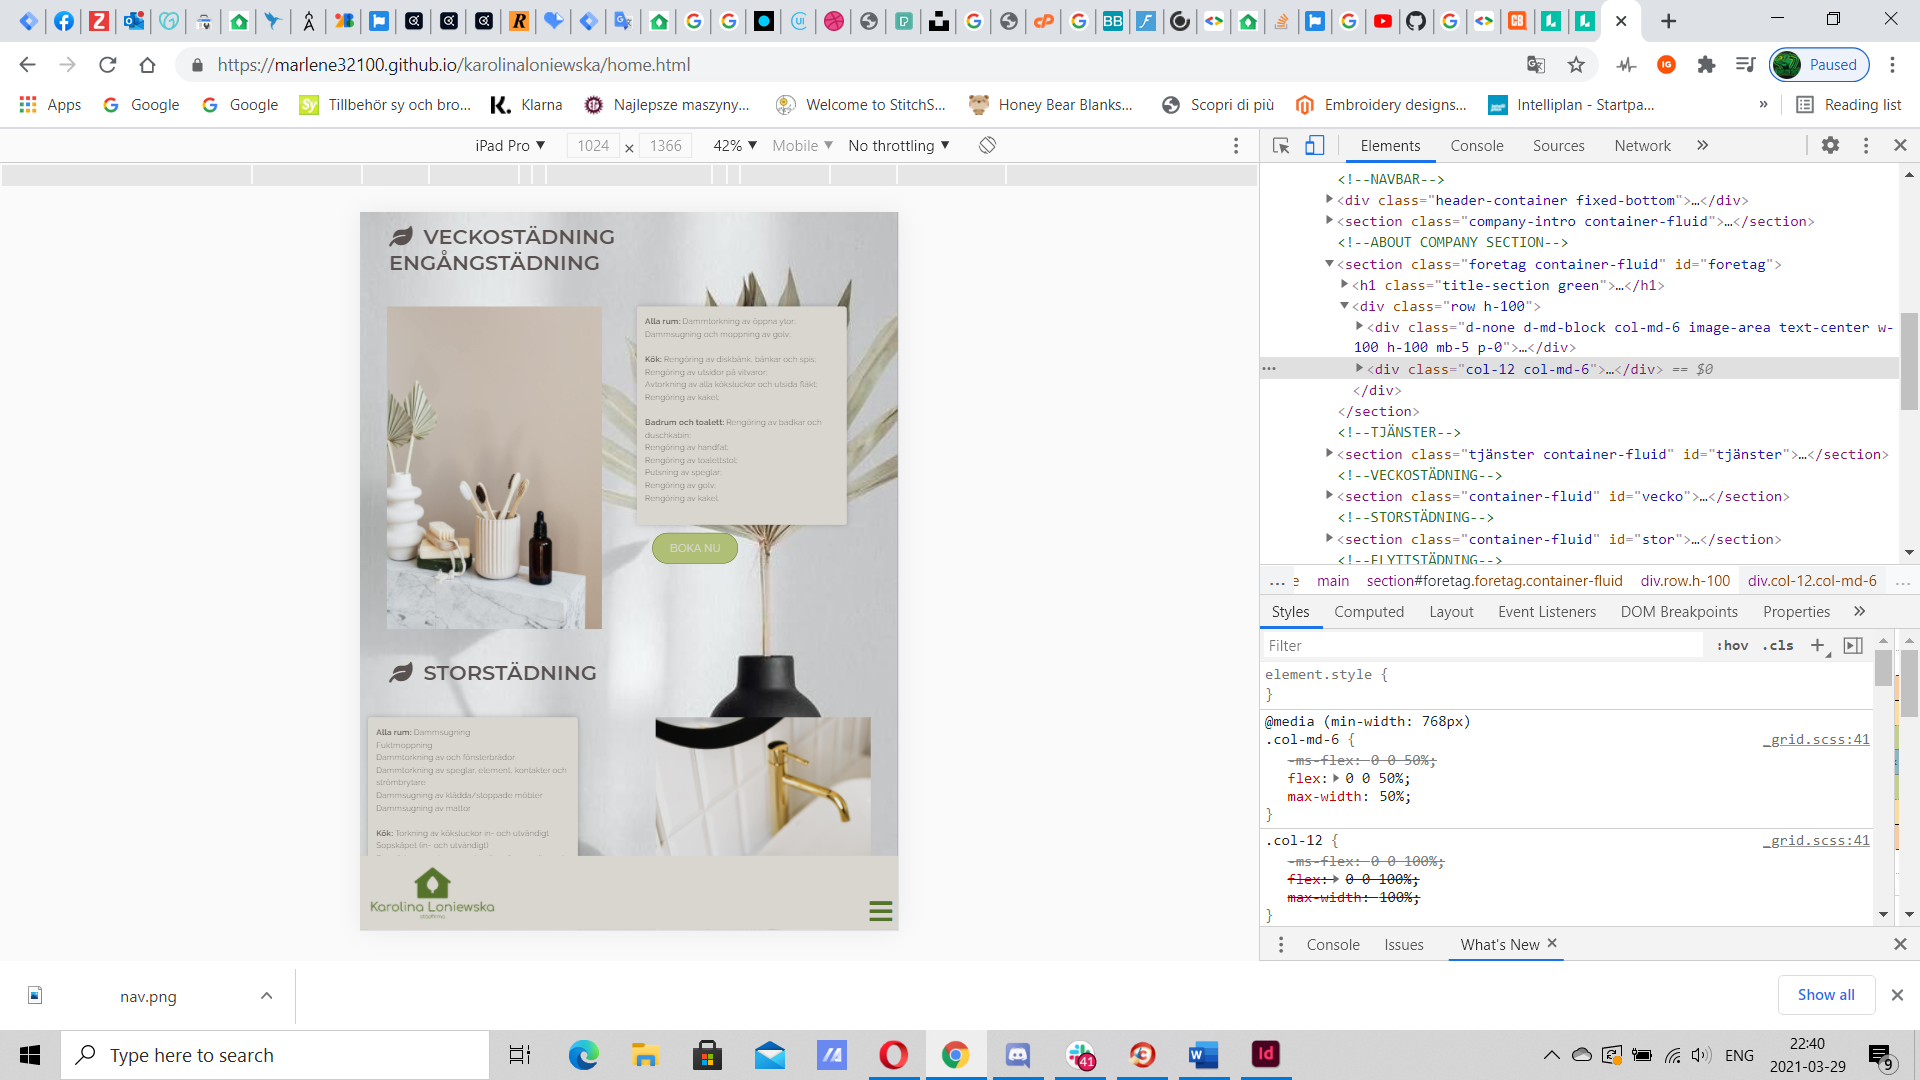 https://marlene32100.github.io/karolinaloniewska/home.html
Paused
Apps
Google
Google
Tillbehör sy och bro...
Klarna
Najlepsze maszyny...
Welcome to StitchS...
Honey Bear Blanks...
Scopri di più
Embroidery designs...
Intelliplan - Startpa...
»
Reading list
iPad Pro ▼
1024 × 1366
42% ▼
Mobile ▼
No throttling ▼
Elements
Console
Sources
Network
<!--NAVBAR-->
<div class="header-container fixed-bottom">…</div>
<section class="company-intro container-fluid">…</section>
<!--ABOUT COMPANY SECTION-->
<section class="foretag container-fluid" id="foretag">
<h1 class="title-section green">…</h1>
<div class="row h-100">
<div class="d-none d-md-block col-md-6 image-area text-center w-
100 h-100 mb-5 p-0">…</div>
<div class="col-12 col-md-6">…</div> == $0
</div>
</section>
<!--TJÄNSTER-->
<section class="tjänster container-fluid" id="tjänster">…</section>
<!--VECKOSTÄDNING-->
<section class="container-fluid" id="vecko">…</section>
<!--STORSTÄDNING-->
<section class="container-fluid" id="stor">…</section>
<!--FLYTTSTÄDNING-->
... e main section#foretag.foretag.container-fluid div.row.h-100 div.col-12.col-md-6 ...
Styles
Computed
Layout
Event Listeners
DOM Breakpoints
Properties
Filter
:hov .cls +
element.style {
}
@media (min-width: 768px)
.col-md-6 {
_grid.scss:41
-ms-flex: 0 0 50%;
flex: 0 0 50%;
max-width: 50%;
}
.col-12 {
_grid.scss:41
-ms-flex: 0 0 100%;
flex: 0 0 100%;
max-width: 100%;
}
Console
Issues
What's New
VECKOSTÄDNING
ENGÅNGSTÄDNING
Alla rum: Dammtorkning av öppna ytor;
Dammsugning och moppning av golv;
Kök: Rengöring av diskbänk, bänkar och spis;
Rengöring av utsidor på vitvaror;
Avtorkning av alla köksluckor och utsida fläkt;
Rengöring av kakel;
Badrum och toalett: Rengöring av badkar och
duschkabin;
Rengöring av handfat;
Rengöring av toalettstol;
Putsning av speglar;
Rengöring av golv;
Rengöring av kakel.
BOKA NU
STORSTÄDNING
Alla rum: Dammsugning
Fuktmoppning
Dammtorkning av och fönsterbrädor
Dammtorkning av speglar, element, kontakter och
strömbrytare
Dammsugning av klädda/stoppade möbler
Dammsugning av mattor
Kök: Torkning av köksluckor in- och utvändigt
Sopskåpet (in- och utvändigt)
Karolina Loniewska
städfirma
nav.png
Show all
Type here to search
41
ENG
22:40
2021-03-29
9